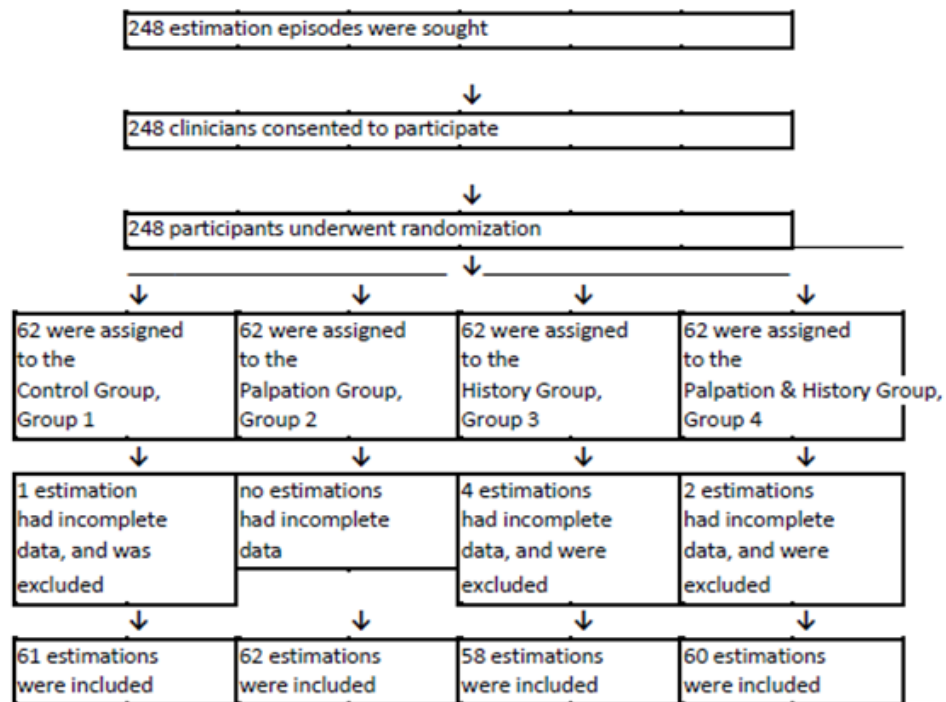 248 estimation episodes were sought
↓
248 clinicians consented to participate
↓
248 participants underwent randomization
↓
↓ ↓ ↓ ↓
62 were assigned
to the
Control Group,
Group 1
62 were assigned
to the
Palpation Group,
Group 2
62 were assigned
to the
History Group,
Group 3
62 were assigned
to the
Palpation & History Group,
Group 4
↓ ↓ ↓ ↓
1 estimation
had incomplete
data, and was
excluded
no estimations
had incomplete
data
4 estimations
had incomplete
data, and were
excluded
2 estimations
had incomplete
data, and were
excluded
↓ ↓ ↓ ↓
61 estimations
were included
62 estimations
were included
58 estimations
were included
60 estimations
were included